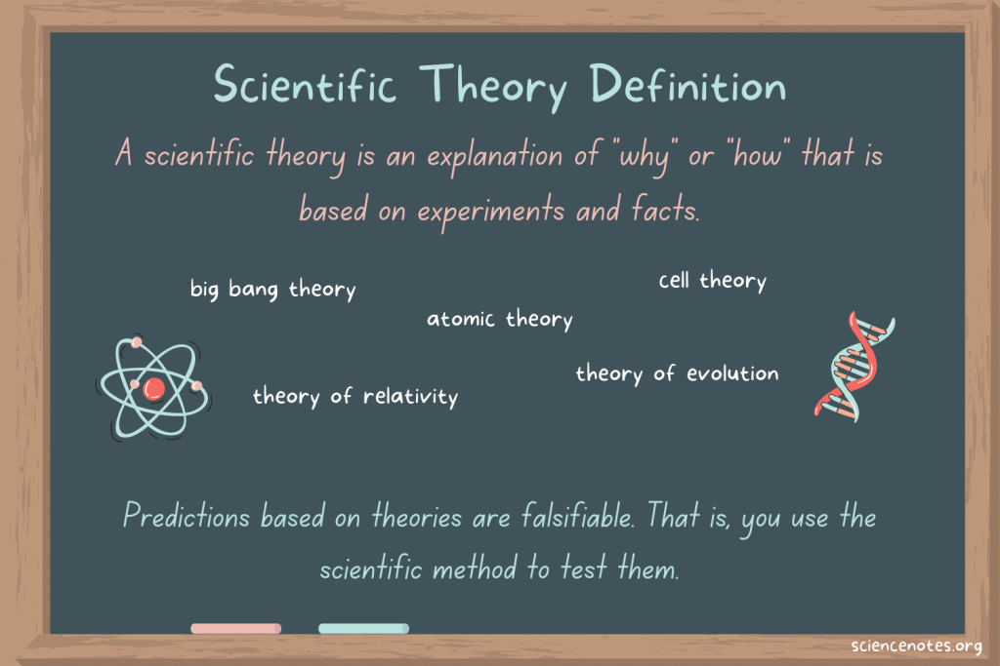 Scientific Theory Definition
A scientific theory is an explanation of "why" or "how" that is
based on experiments and facts.
big bang theory
cell theory
atomic theory
theory of evolution
theory of relativity
Predictions based on theories are falsifiable. That is, you use the
scientific method to test them.
sciencenotes.org